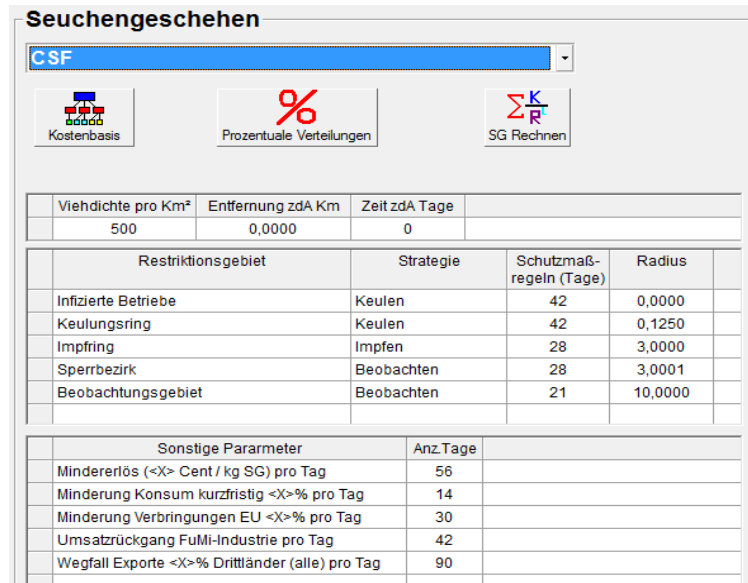 Seuchengeschehen
CSF
Kostenbasis
Prozentuale Verteilungen
SG Rechnen
Viehdichte pro Km² Entfernung zdA Km Zeit zdA Tage
500 0,0000 0
Restriktionsgebiet Strategie Schutzmaß- Radius
regeln (Tage)
Infizierte Betriebe Keulen 42 0,0000
Keulungsring Keulen 42 0,1250
Impfring Impfen 28 3,0000
Sperrbezirk Beobachten 28 3,0001
Beobachtungsgebiet Beobachten 21 10,0000
Sonstige Pararmeter Anz.Tage
Mindererlös (<X> Cent / kg SG) pro Tag 56
Minderung Konsum kurzfristig <X>% pro Tag 14
Minderung Verbringungen EU <X>% pro Tag 30
Umsatzrückgang FuMi-Industrie pro Tag 42
Wegfall Exporte <X>% Drittländer (alle) pro Tag 90